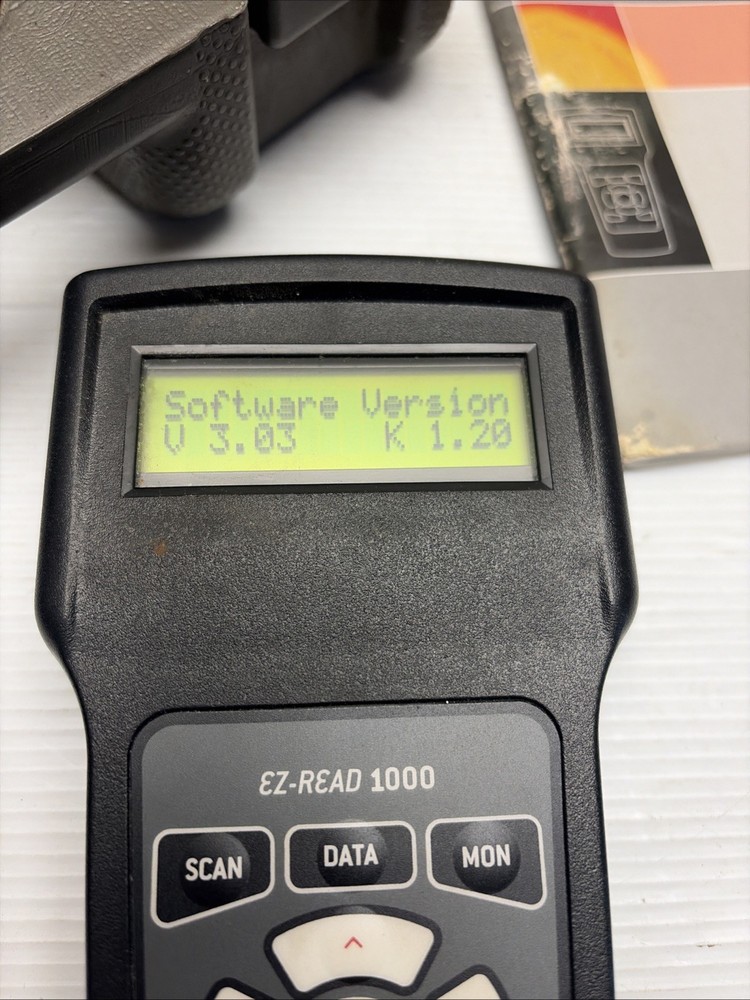 Software Version
V 3.03 K 1.20
EZ-READ 1000
SCAN DATA MON